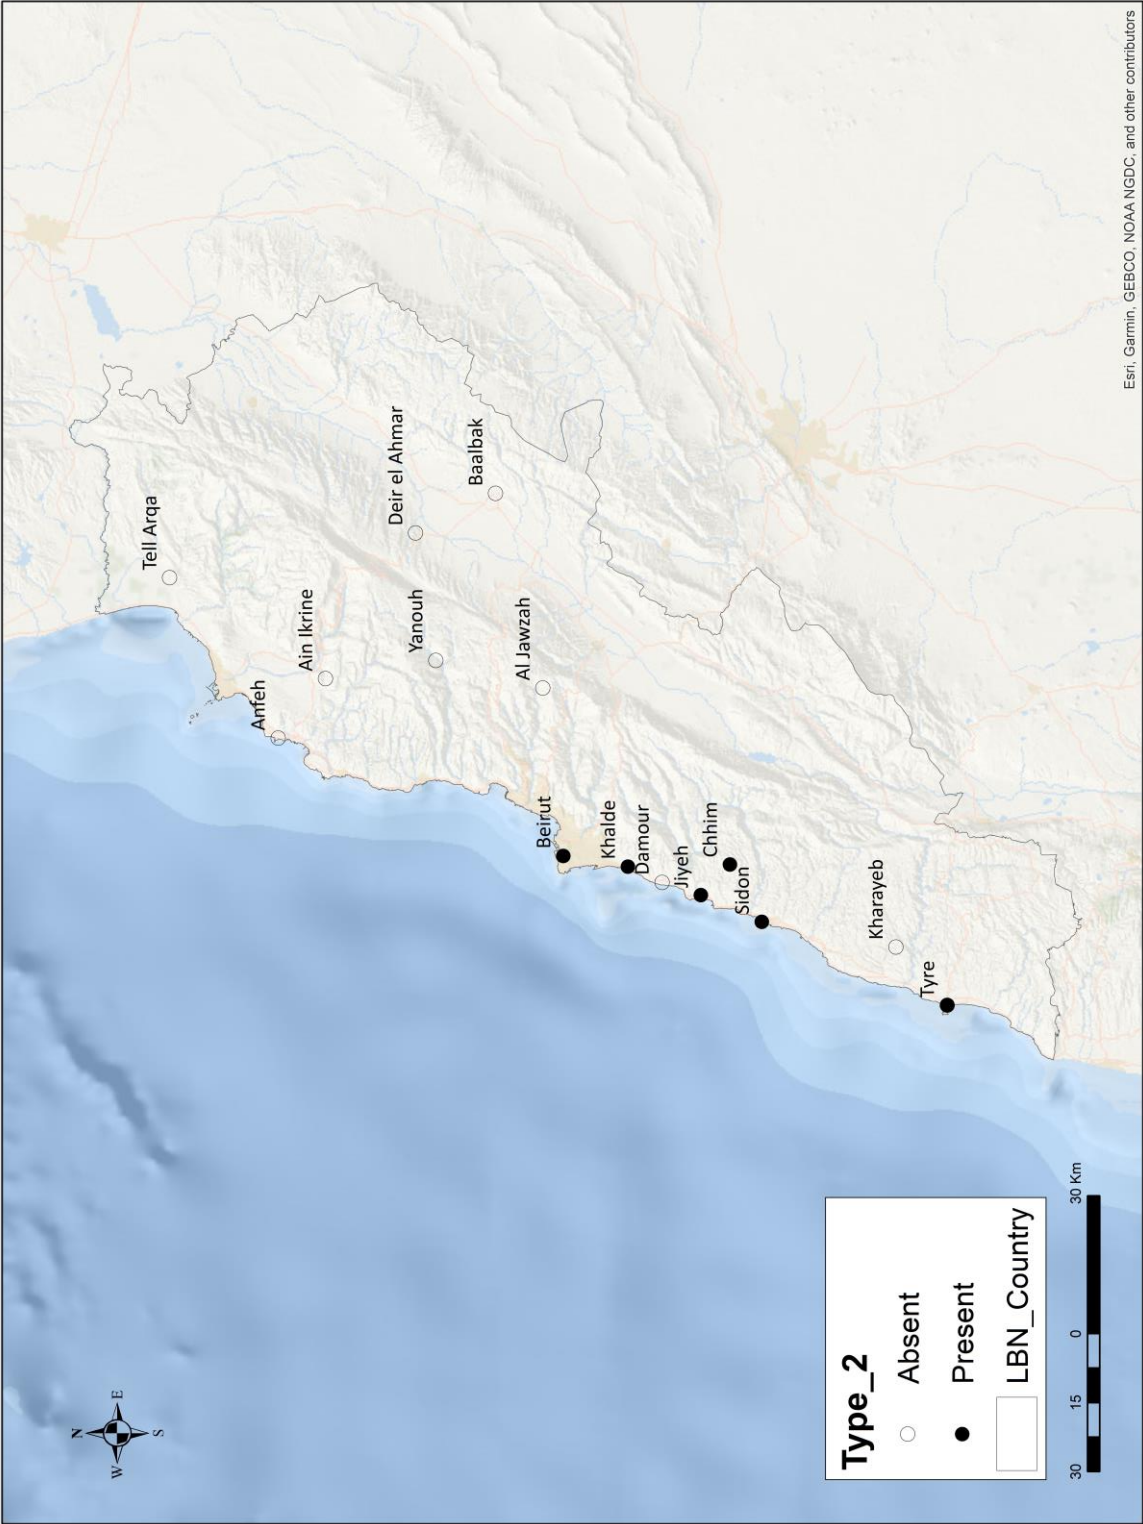 N
W E
S
Tell Arqa
Anfeh
Ain Ikrine
Deir el Ahmar
Yanouh
Baalbak
Al Jawzah
Beirut
Khalde
Damour
Jiyeh
Chhim
Sidon
Kharayeb
Tyre
Type_2
Absent
Present
LBN_Country
30 15 0 30 Km
Esri, Garmin, GEBCO, NOAA NGDC, and other contributors